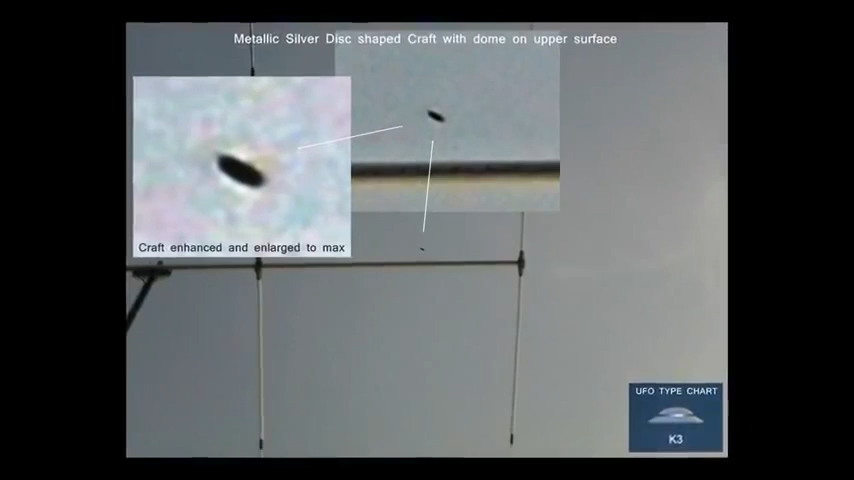 Metallic Silver Disc shaped Craft with dome on upper surface
Craft enhanced and enlarged to max
UFO TYPE CHART
K3